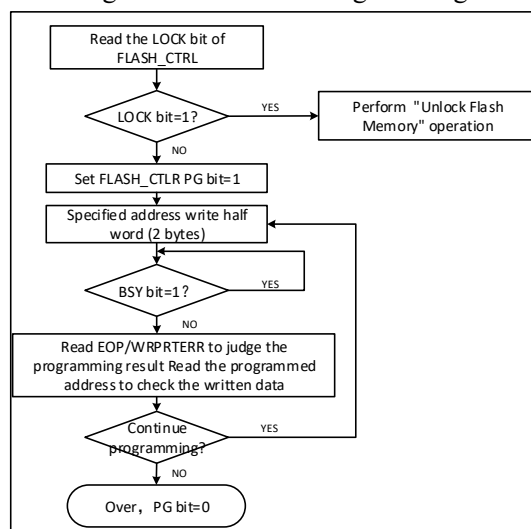 Read the LOCK bit of
FLASH_CTRL
LOCK bit=1?
YES
Perform "Unlock Flash
Memory" operation
NO
Set FLASH_CTLR PG bit=1
Specified address write half
word (2 bytes)
BSY bit=1?
YES
NO
Read EOP/WRPRTERR to judge the
programming result Read the programmed
address to check the written data
Continue
programming?
YES
NO
Over, PG bit=0